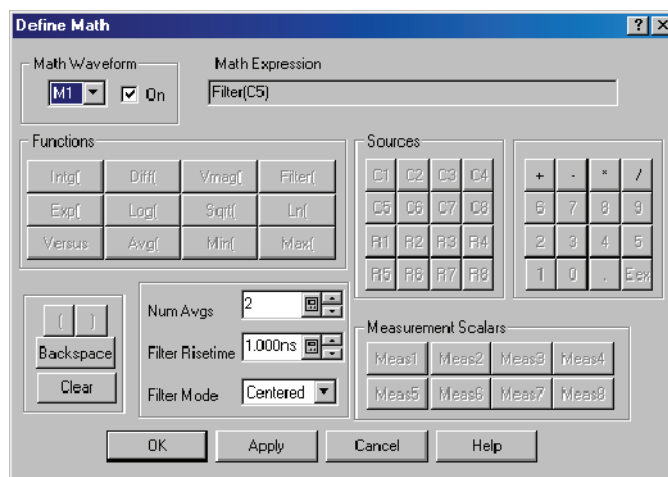 Define Math
? X
Math Waveform
M1
On
Math Expression
Filter(C5)
Functions
Intg( Diff( Vmag( Filter(
Exp( Log( Sqrt( Ln(
Versus Avg( Min( Max(
Sources
C1 C2 C3 C4
C5 C6 C7 C8
R1 R2 R3 R4
R5 R6 R7 R8
+ - * /
6 7 8 9
2 3 4 5
1 0 . Eex
( )
Backspace
Clear
Num Avgs 2
Filter Risetime 1.000ns
Filter Mode Centered
Measurement Scalars
Meas1 Meas2 Meas3 Meas4
Meas5 Meas6 Meas7 Meas8
OK Apply Cancel Help